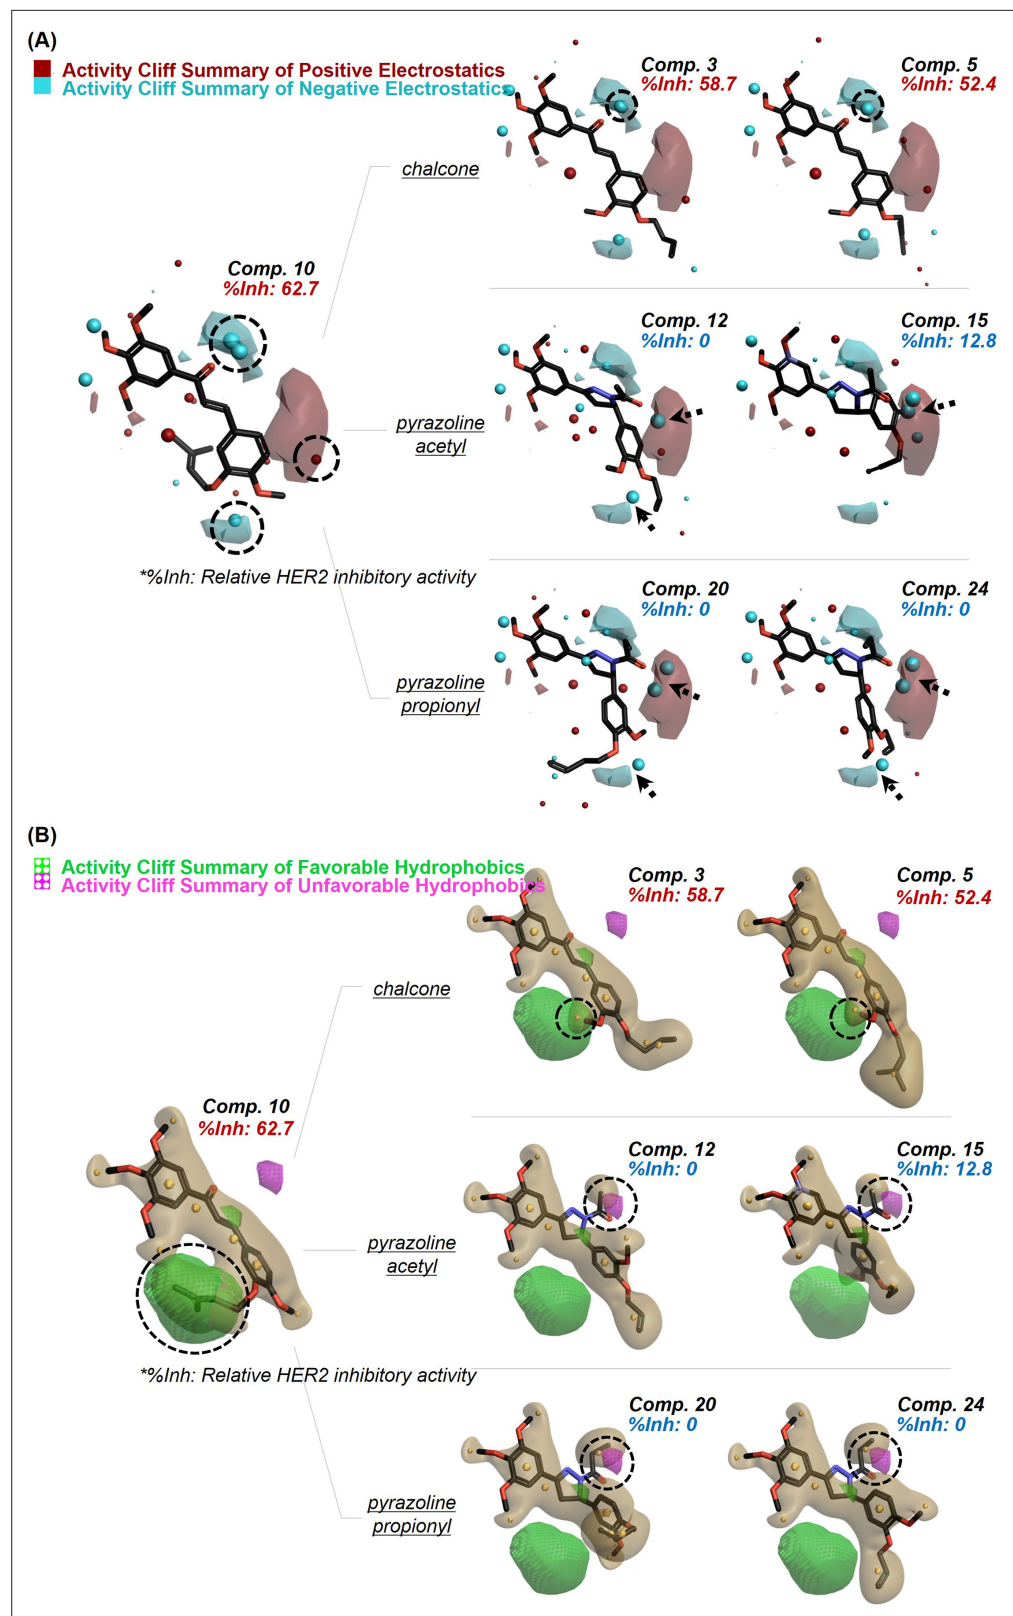 (A)
Activity Cliff Summary of Positive Electrostatics
Activity Cliff Summary of Negative Electrostatics
Comp. 3
%Inh: 58.7
Comp. 5
%Inh: 52.4
chalcone
Comp. 10
%Inh: 62.7
Comp. 12
%Inh: 0
Comp. 15
%Inh: 12.8
pyrazoline
acetyl
*%Inh: Relative HER2 inhibitory activity
Comp. 20
%Inh: 0
Comp. 24
%Inh: 0
pyrazoline
propionyl
(B)
Activity Cliff Summary of Favorable Hydrophobics
Activity Cliff Summary of Unfavorable Hydrophobics
Comp. 3
%Inh: 58.7
Comp. 5
%Inh: 52.4
chalcone
Comp. 10
%Inh: 62.7
Comp. 12
%Inh: 0
Comp. 15
%Inh: 12.8
pyrazoline
acetyl
*%Inh: Relative HER2 inhibitory activity
Comp. 20
%Inh: 0
Comp. 24
%Inh: 0
pyrazoline
propionyl